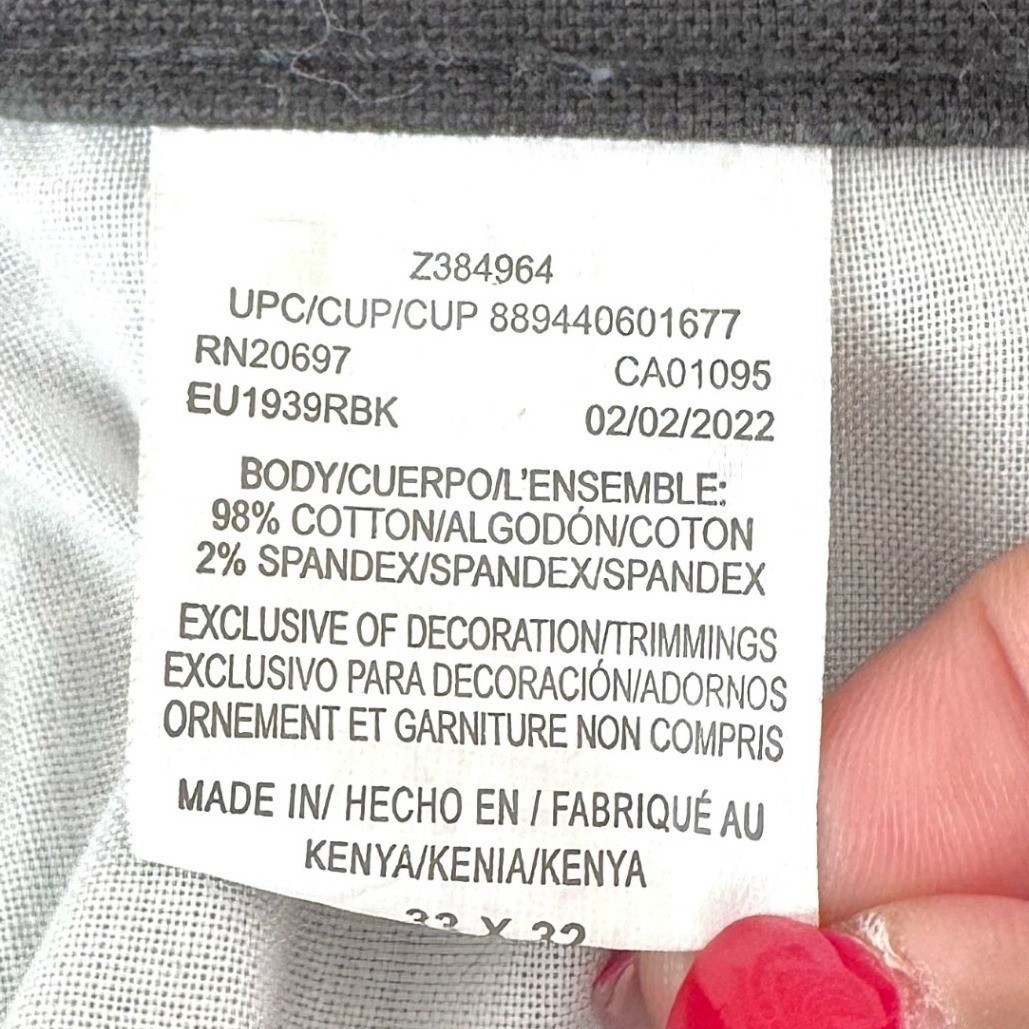 Z384964
UPC/CUP/CUP 889440601677
RN20697 CA01095
EU1939RBK 02/02/2022
BODY/CUERPO/L'ENSEMBLE:
98% COTTON/ALGODÓN/COTON
2% SPANDEX/SPANDEX/SPANDEX
EXCLUSIVE OF DECORATION/TRIMMINGS
EXCLUSIVO PARA DECORACIÓN/ADORNOS
ORNEMENT ET GARNITURE NON COMPRIS
MADE IN/ HECHO EN / FABRIQUÉ AU
KENYA/KENIA/KENYA
X 32